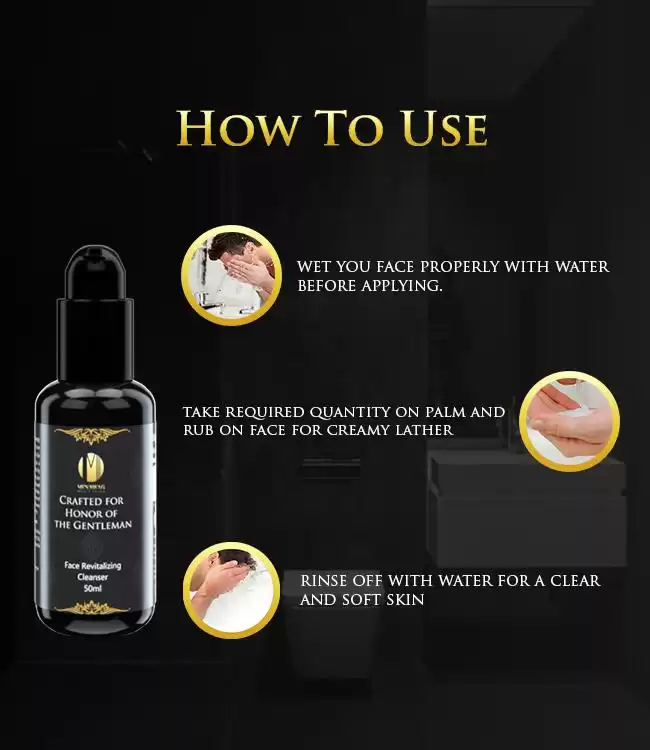 HOW TO USE
WET YOU FACE PROPERLY WITH WATER
BEFORE APPLYING.
TAKE REQUIRED QUANTITY ON PALM AND
RUB ON FACE FOR CREAMY LATHER
RINSE OFF WITH WATER FOR A CLEAR
AND SOFT SKIN
CRAFTED FOR
HONOR OF
THE GENTLEMAN
Face Revitalizing
Cleanser
50ml